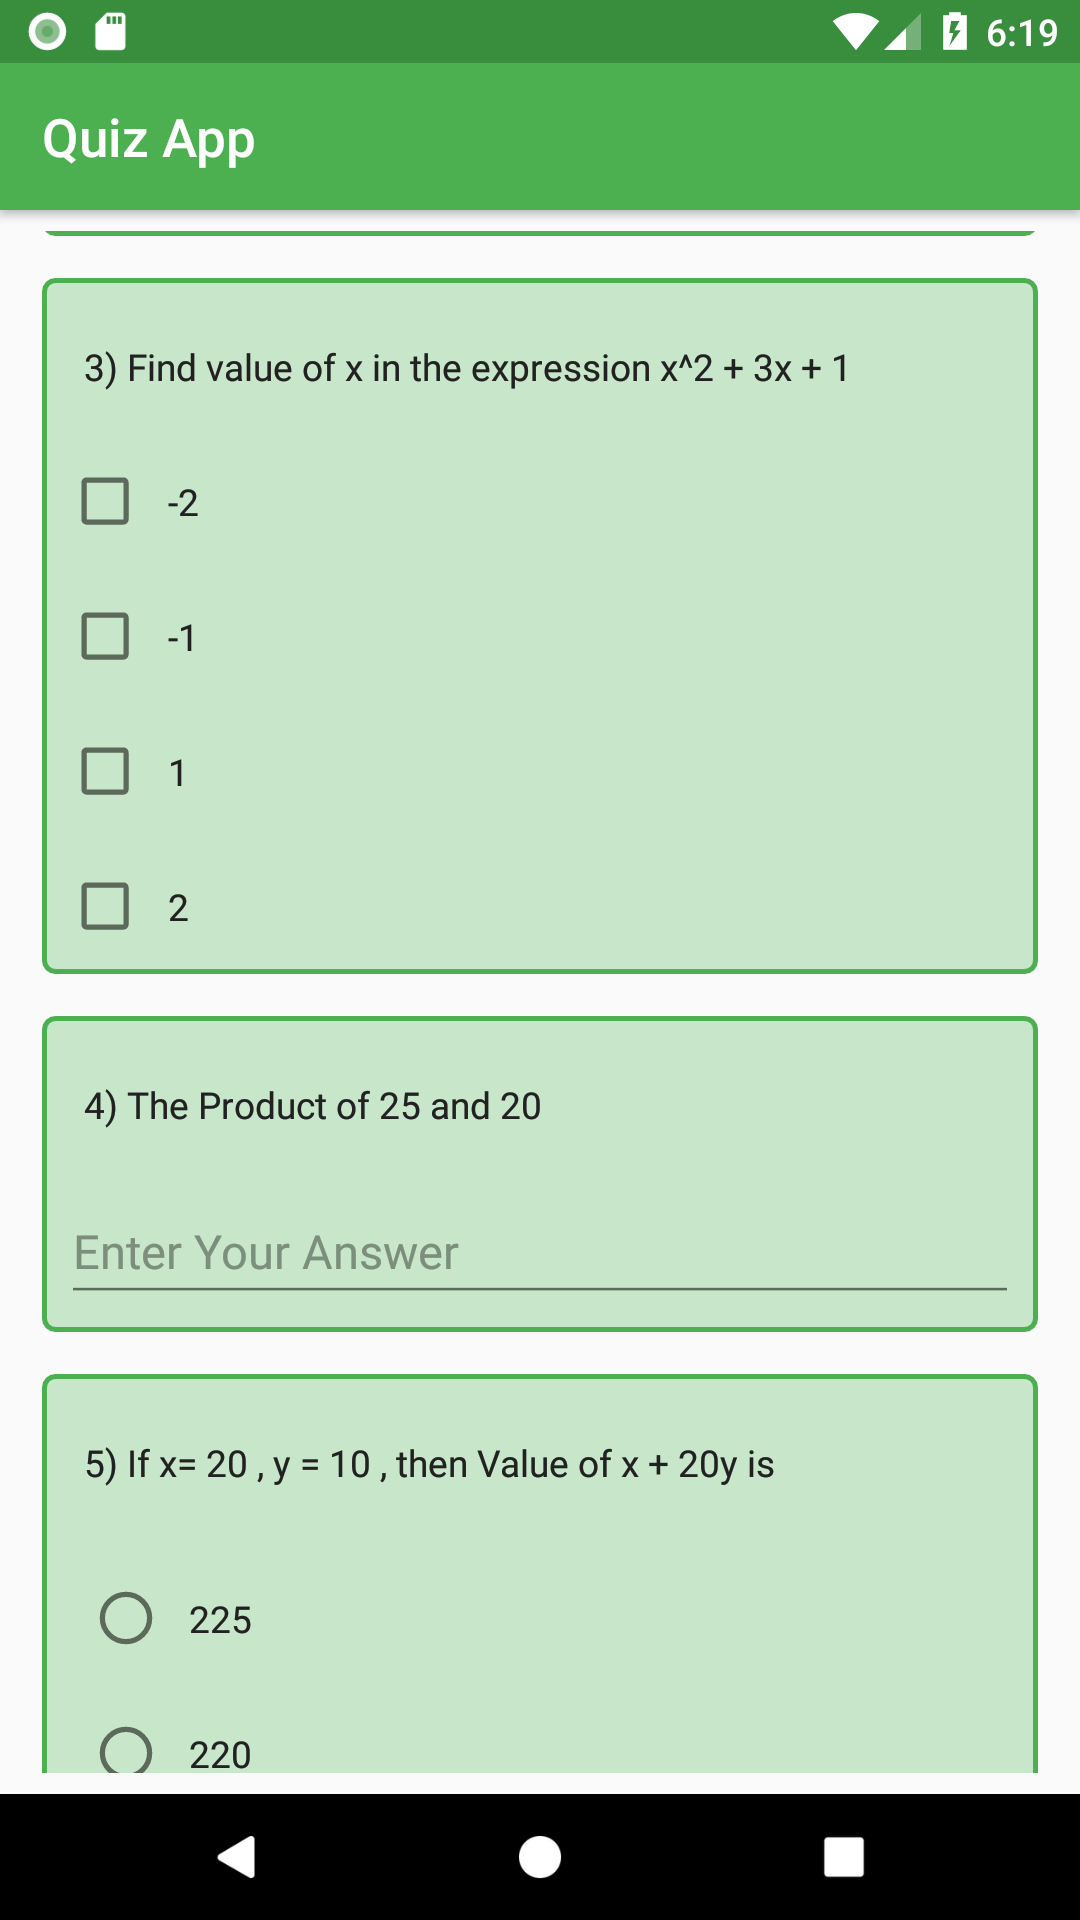 6:19
Quiz App
3) Find value of x in the expression x^2 + 3x + 1
-2
-1
1
2
4) The Product of 25 and 20
Enter Your Answer
5) If x= 20 , y = 10 , then Value of x + 20y is
225
220